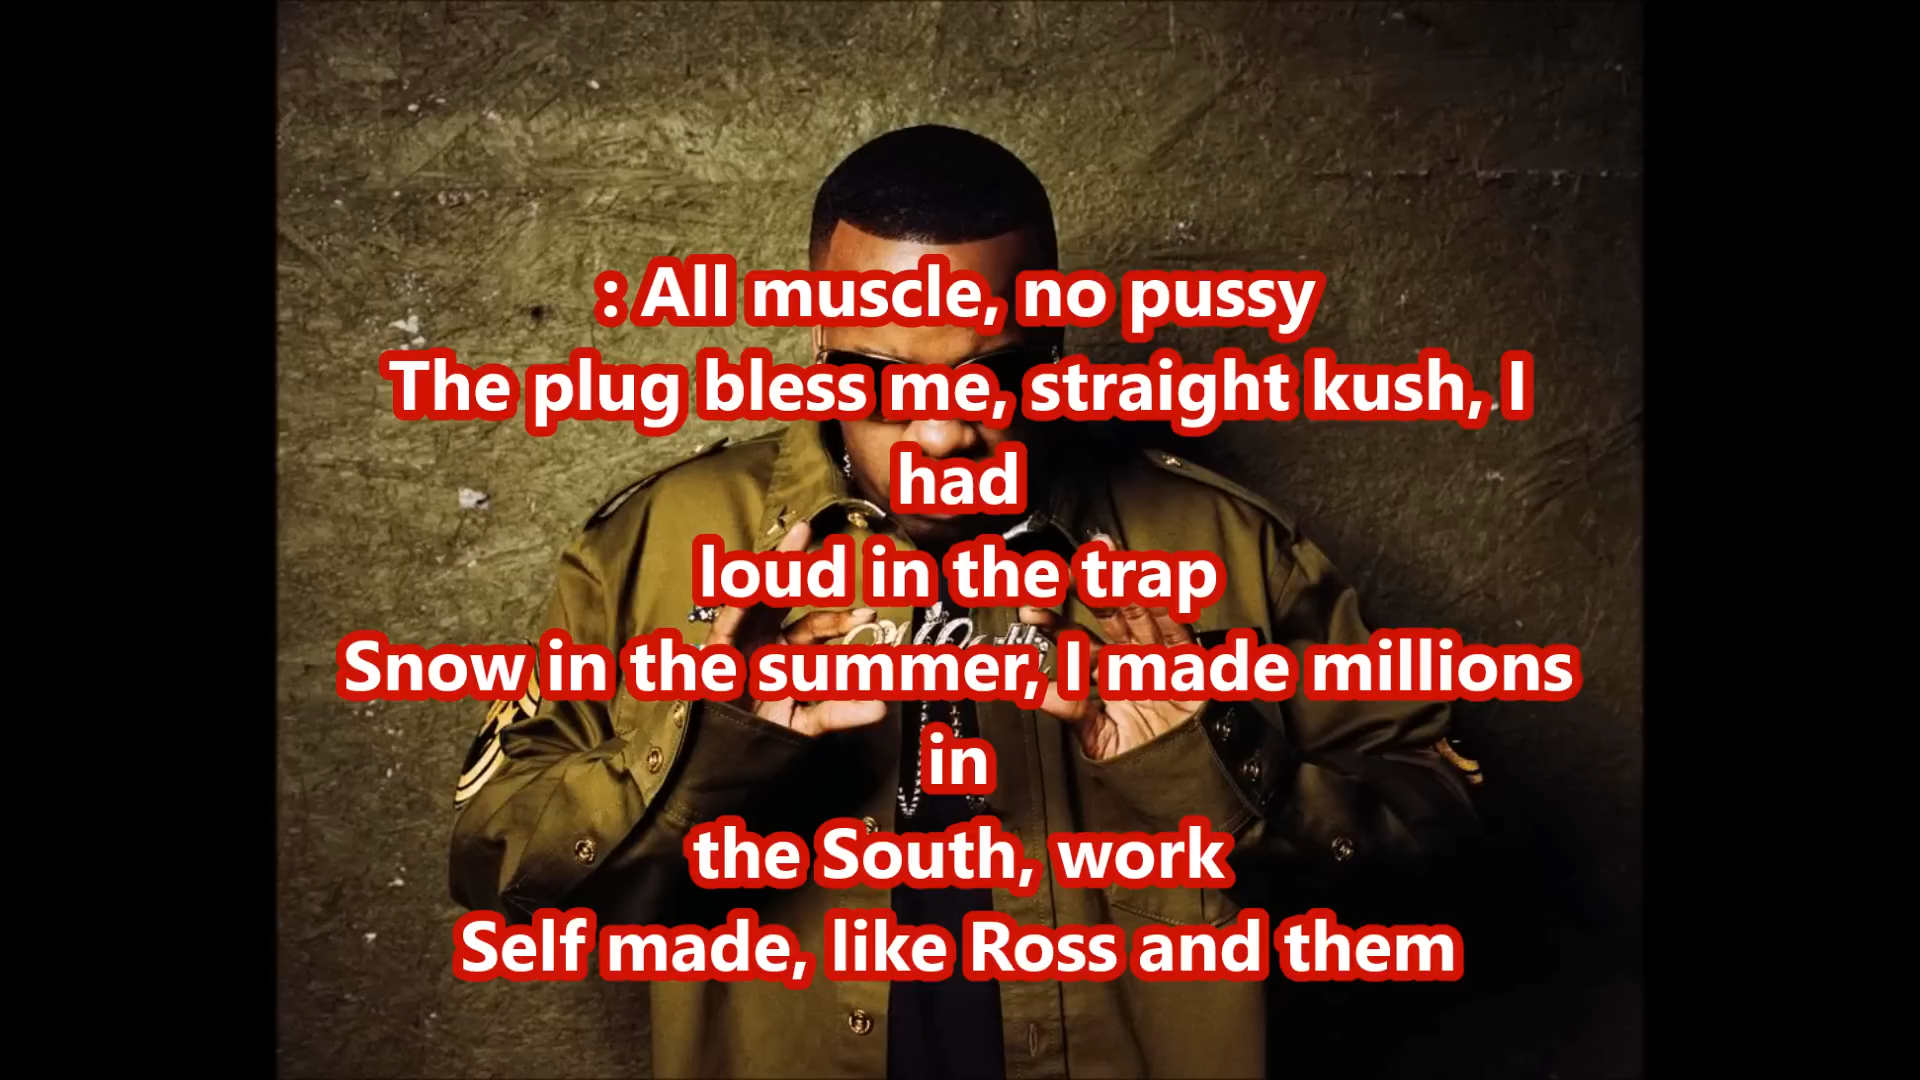 : All muscle, no pussy
The plug bless me, straight kush, I
had
loud in the trap
Snow in the summer, I made millions
in
the South, work
Self made, like Ross and them